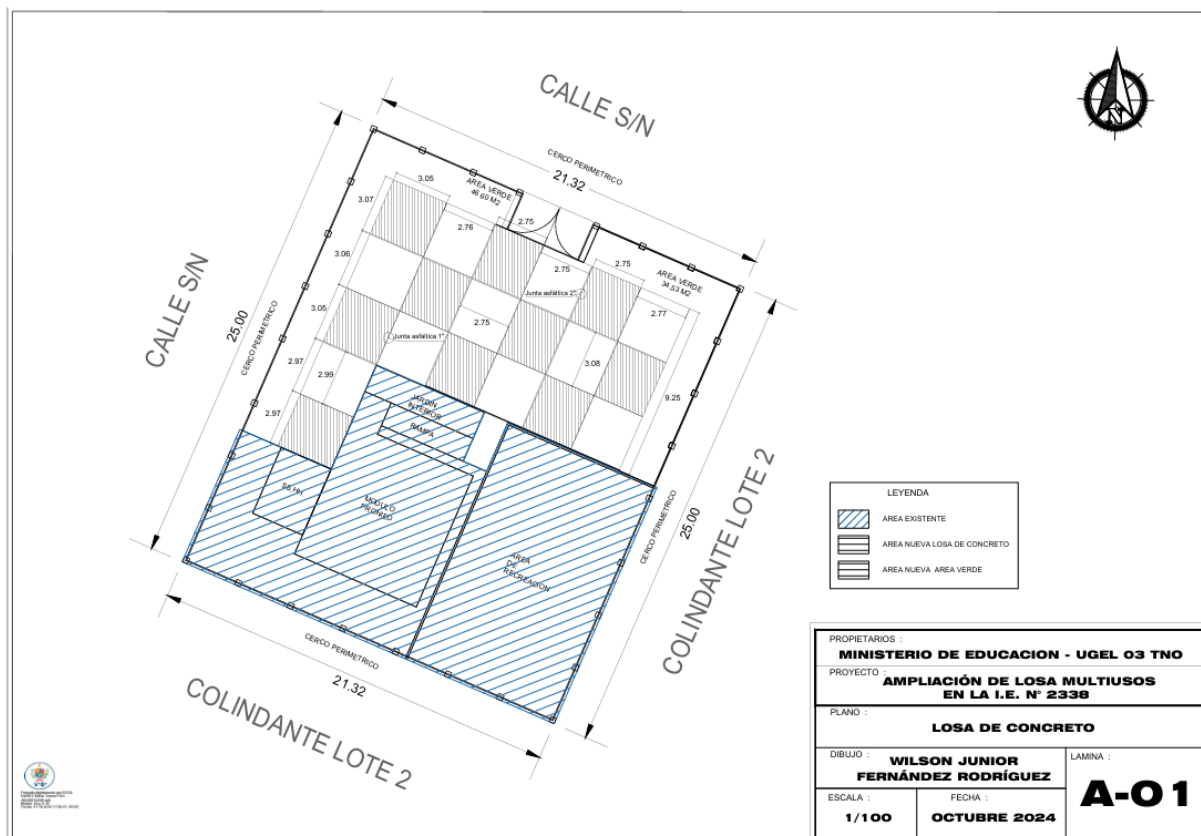 CALLE S/N
CERCO PERIMETRICO
21.32
AREA VERDE
46.60 M2
3.05
3.07
2.76
2.75
2.75
2.75
AREA VERDE
34.53 M2
Junta asfáltica 2"
2.77
3.06
CALLE S/N
25.00
CERCO PERIMETRICO
3.05
2.75
Junta asfáltica 1"
3.08
2.97
2.99
9.25
2.97
JARDIN
INTERIOR
RAMPA
SS.HH.
MODULO
PRONIED
AREA
DE
RECREACION
CERCO PERIMETRICO
25.00
COLINDANTE LOTE 2
CERCO PERIMETRICO
21.32
COLINDANTE LOTE 2
N
LEYENDA
AREA EXISTENTE
AREA NUEVA LOSA DE CONCRETO
AREA NUEVA AREA VERDE
PROPIETARIOS :
MINISTERIO DE EDUCACION - UGEL 03 TNO
PROYECTO :
AMPLIACIÓN DE LOSA MULTIUSOS
EN LA I.E. N° 2338
PLANO :
LOSA DE CONCRETO
DIBUJO :
WILSON JUNIOR
FERNÁNDEZ RODRÍGUEZ
LAMINA :
A-01
ESCALA :
1/100
FECHA :
OCTUBRE 2024